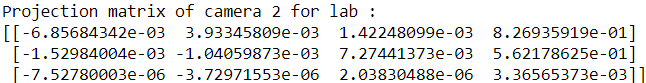 Projection matrix of camera 2 for lab :
[[-6.85684342e-03  3.93345809e-03  1.42248099e-02  8.26935919e-01]
 [-1.52984004e-03 -1.04059873e-03  7.27441373e-03  5.62178625e-01]
 [-7.52780003e-06 -3.72971553e-06  2.03830488e-06  3.36565373e-03]]